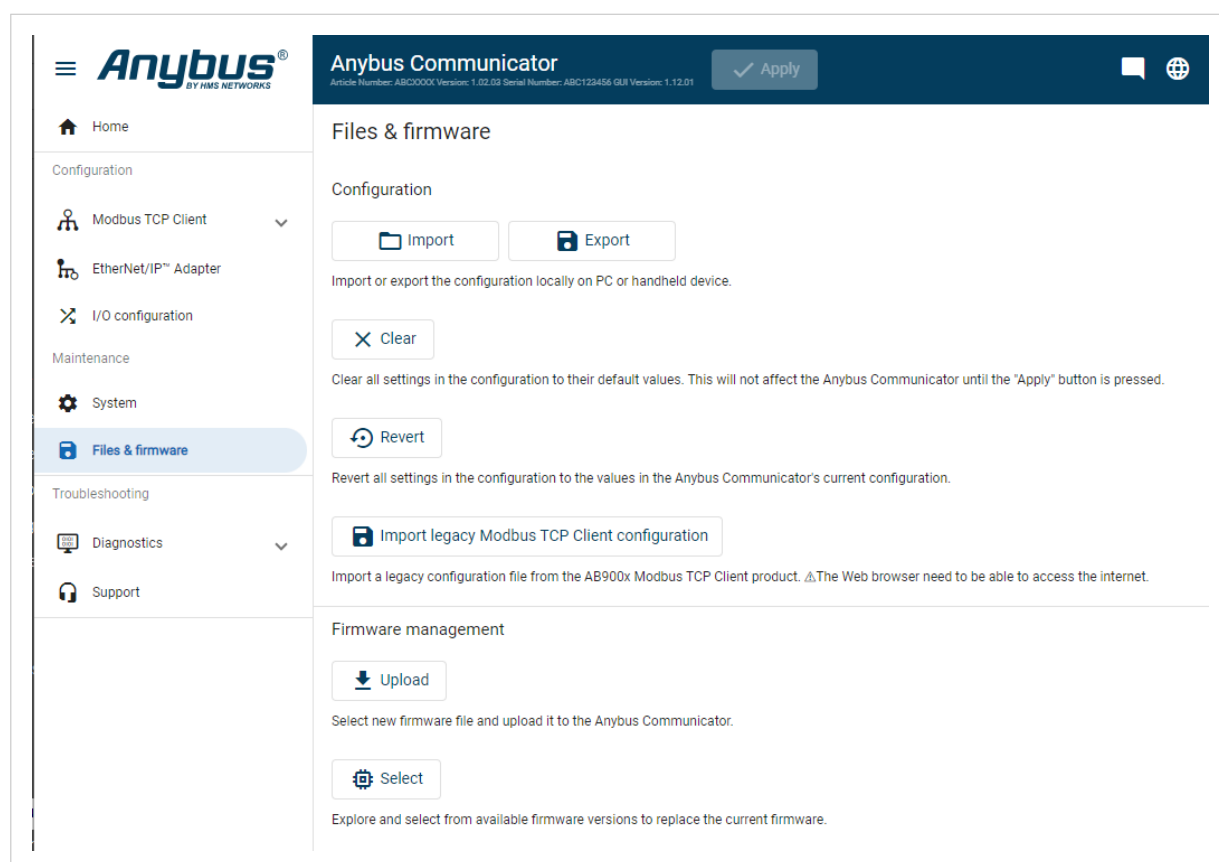 Anybus®
BY HMS NETWORKS
Anybus Communicator
Article Number: ABCXXXX Version: 1.02.03 Serial Number: ABC123456 GUI Version: 1.12.01
Apply
Home
Configuration
Modbus TCP Client
EtherNet/IP™ Adapter
I/O configuration
Maintenance
System
Files & firmware
Troubleshooting
Diagnostics
Support
Files & firmware
Configuration
Import
Export
Import or export the configuration locally on PC or handheld device.
Clear
Clear all settings in the configuration to their default values. This will not affect the Anybus Communicator until the "Apply" button is pressed.
Revert
Revert all settings in the configuration to the values in the Anybus Communicator's current configuration.
Import legacy Modbus TCP Client configuration
Import a legacy configuration file from the AB900x Modbus TCP Client product. ⚠The Web browser need to be able to access the internet.
Firmware management
Upload
Select new firmware file and upload it to the Anybus Communicator.
Select
Explore and select from available firmware versions to replace the current firmware.